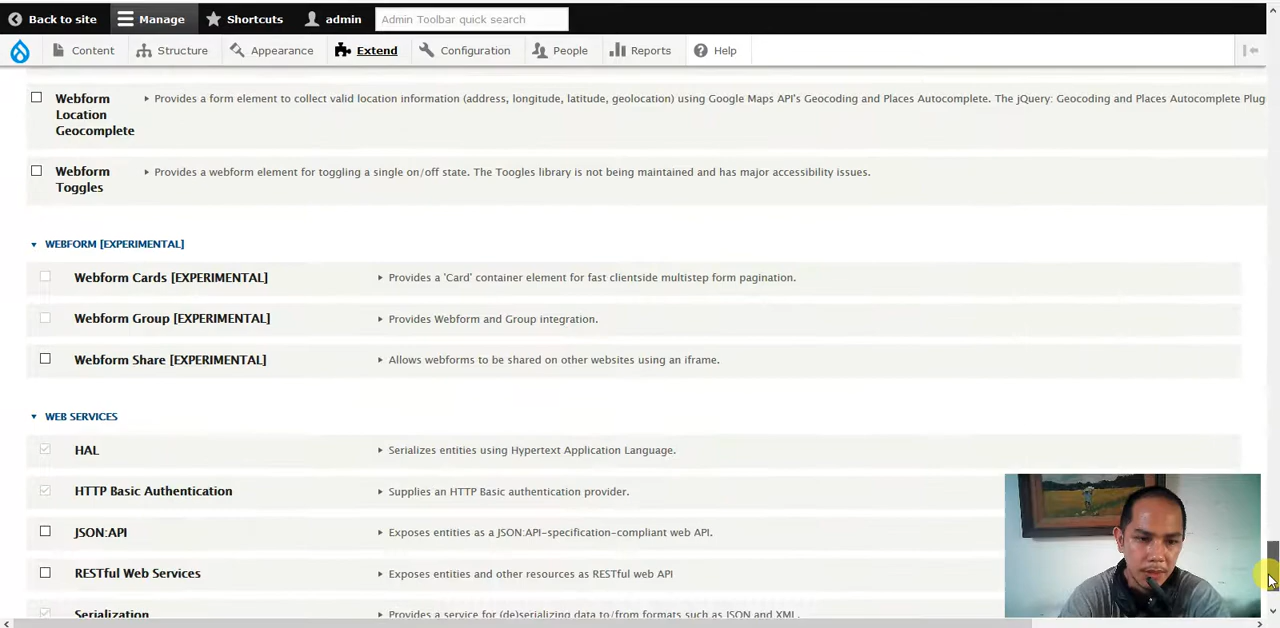 Back to site Manage Shortcuts admin Admin Toolbar quick search
Content Structure Appearance Extend Configuration People Reports Help
Webform Location Geocomplete
Provides a form element to collect valid location information (address, longitude, latitude, geolocation) using Google Maps API's Geocoding and Places Autocomplete. The jQuery: Geocoding and Places Autocomplete Plug
Webform Toggles
Provides a webform element for toggling a single on/off state. The Toogles library is not being maintained and has major accessibility issues.
WEBFORM [EXPERIMENTAL]
Webform Cards [EXPERIMENTAL] Provides a 'Card' container element for fast clientside multistep form pagination.
Webform Group [EXPERIMENTAL] Provides Webform and Group integration.
Webform Share [EXPERIMENTAL] Allows webforms to be shared on other websites using an iframe.
WEB SERVICES
HAL Serializes entities using Hypertext Application Language.
HTTP Basic Authentication Supplies an HTTP Basic authentication provider.
JSON:API Exposes entities as a JSON:API-specification-compliant web API.
RESTful Web Services Exposes entities and other resources as RESTful web API
Serialization Provides a service for (de)serializing data to/from formats such as JSON and XML.